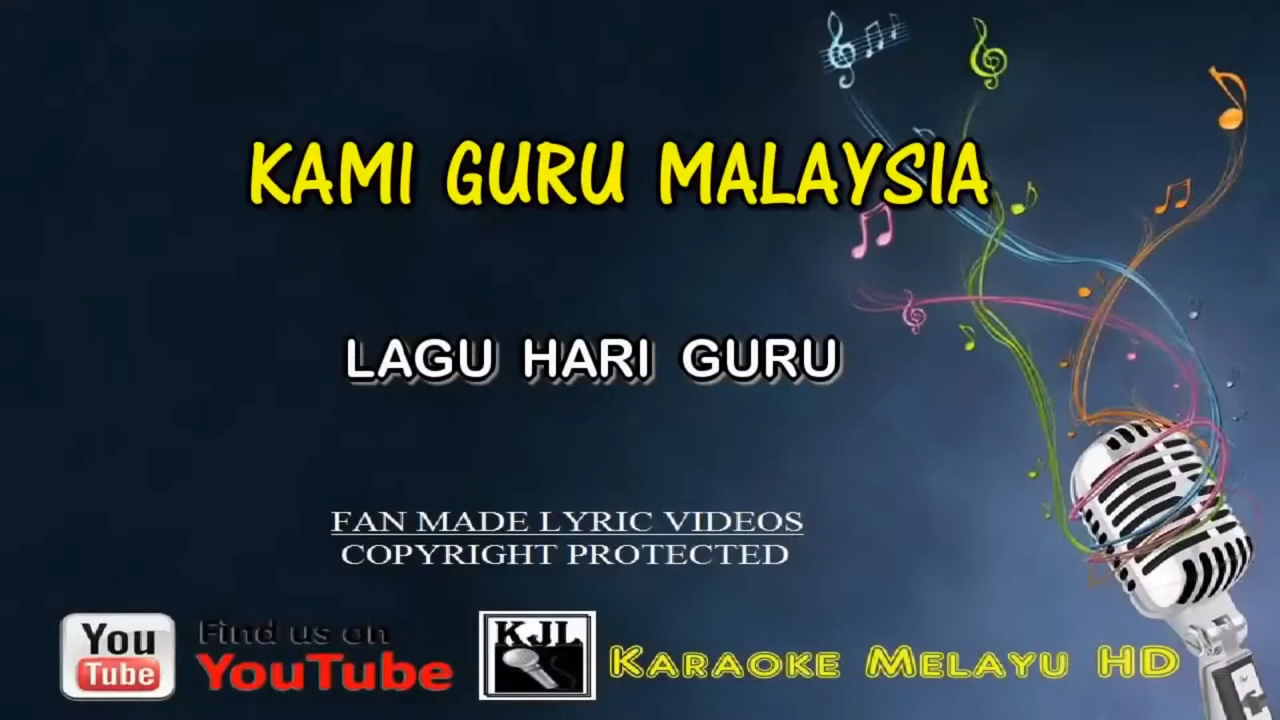 KAMI GURU MALAYSIA
LAGU HARI GURU
FAN MADE LYRIC VIDEOS
COPYRIGHT PROTECTED
You
Tube
Find us on
YouTube
KJL
KARAOKE MELAYU HD